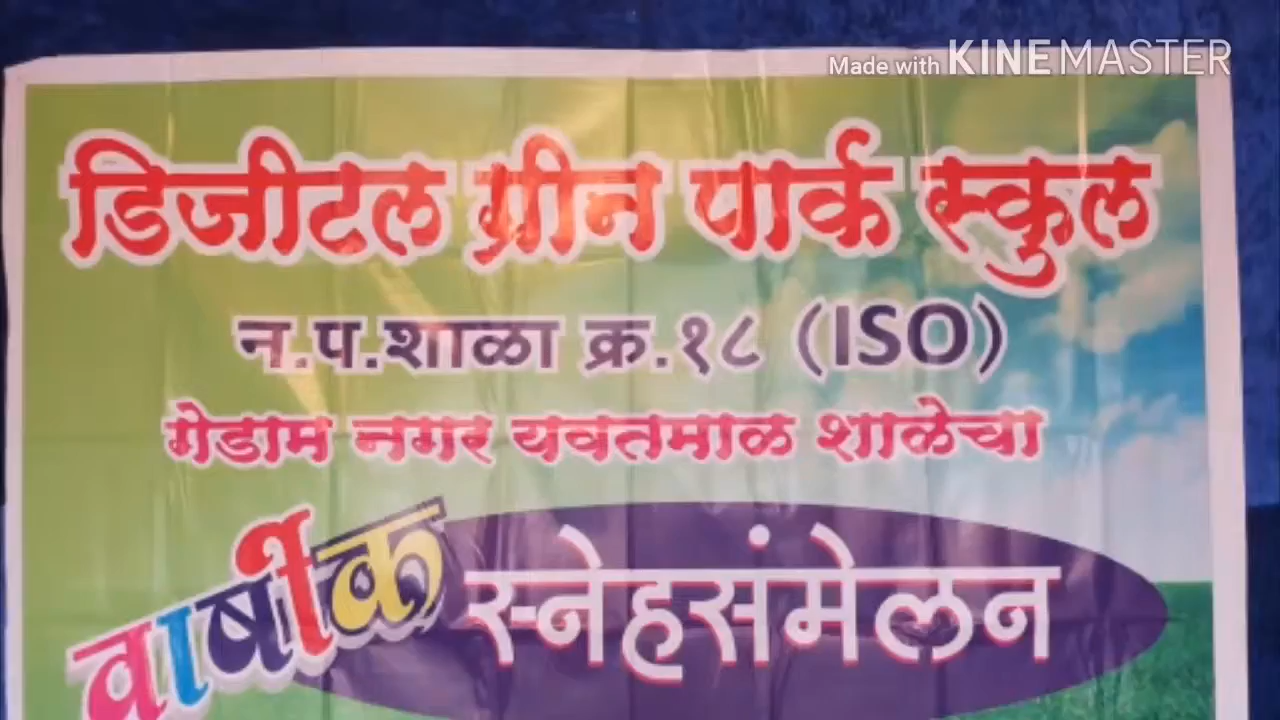 Made with KINEMASTER
डिजीटल ग्रीन पार्क स्कुल
न.प.शाळा क्र.१८ (ISO)
गेडाम नगर यवतमाळ शाळेचा
वार्षीक स्नेहसंमेलन